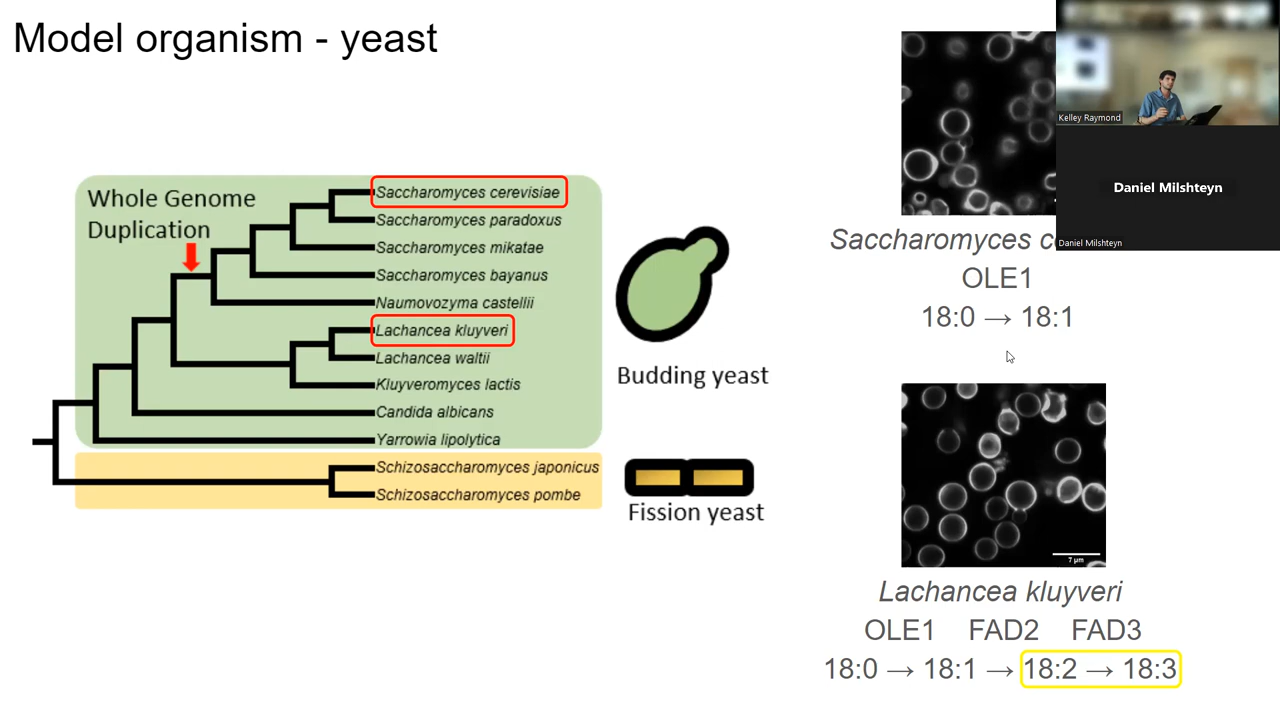 Model organism - yeast
Whole Genome
Duplication
Saccharomyces cerevisiae
Saccharomyces paradoxus
Saccharomyces mikatae
Saccharomyces bayanus
Naumovozyma castellii
Lachancea kluyveri
Lachancea waltii
Kluyveromyces lactis
Candida albicans
Yarrowia lipolytica
Schizosaccharomyces japonicus
Schizosaccharomyces pombe
Budding yeast
Fission yeast
Kelley Raymond
Daniel Milshteyn
Daniel Milshteyn
Saccharomyces
OLE1
18:0 → 18:1
7 μm
Lachancea kluyveri
OLE1 FAD2 FAD3
18:0 → 18:1 → 18:2 → 18:3